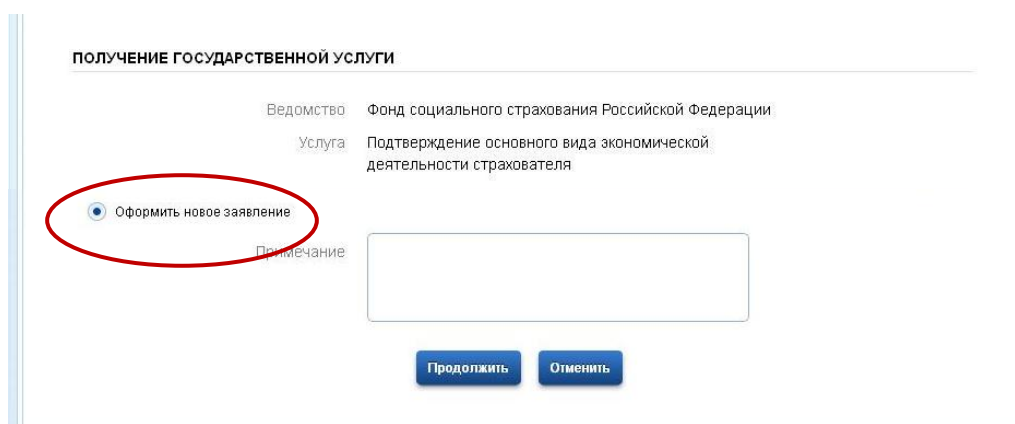 ПОЛУЧЕНИЕ ГОСУДАРСТВЕННОЙ УСЛУГИ
Ведомство Фонд социального страхования Российской Федерации
Услуга Подтверждение основного вида экономической
деятельности страхователя
Оформить новое заявление
Примечание
Продолжить Отменить